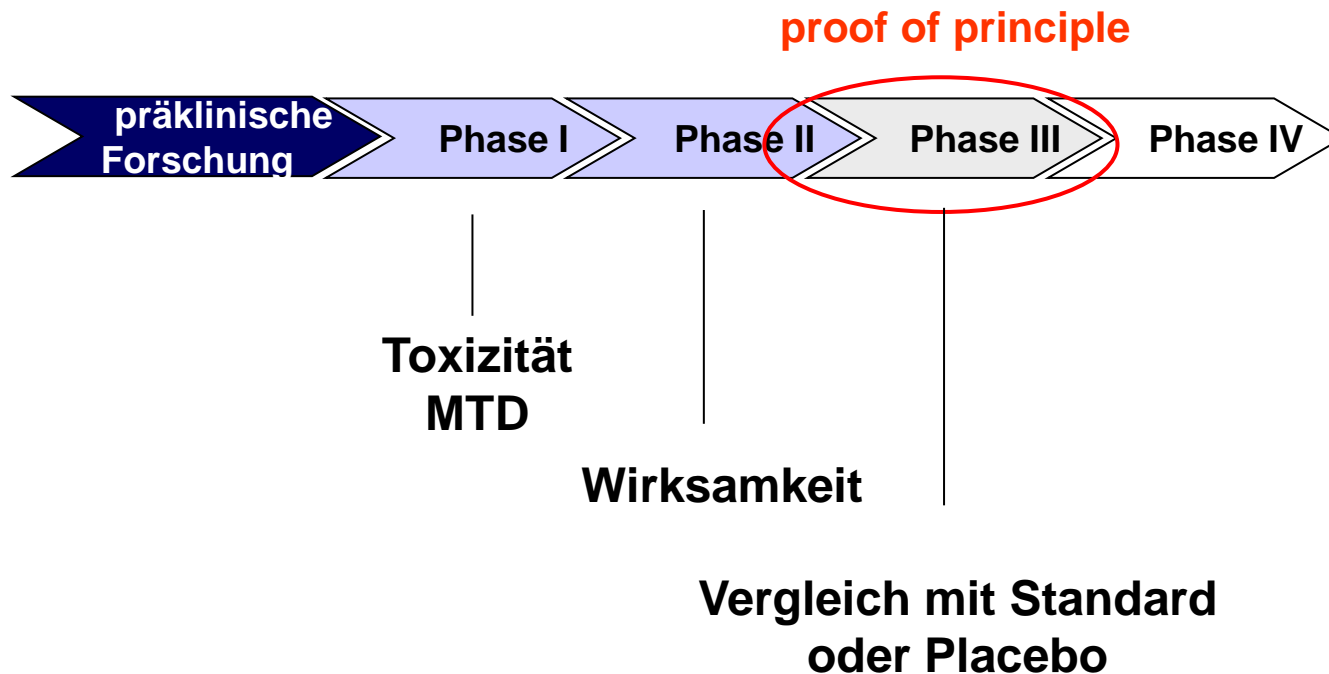 proof of principle
präklinische
Forschung
Phase I
Phase II
Phase III
Phase IV
Toxizität
MTD
Wirksamkeit
Vergleich mit Standard
oder Placebo